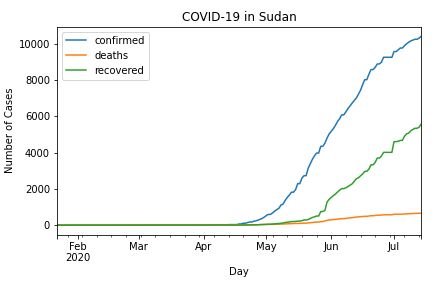 COVID-19 in Sudan
confirmed
deaths
recovered
Number of Cases
10000
8000
6000
4000
2000
0
Feb Mar Apr May Jun Jul
2020
Day